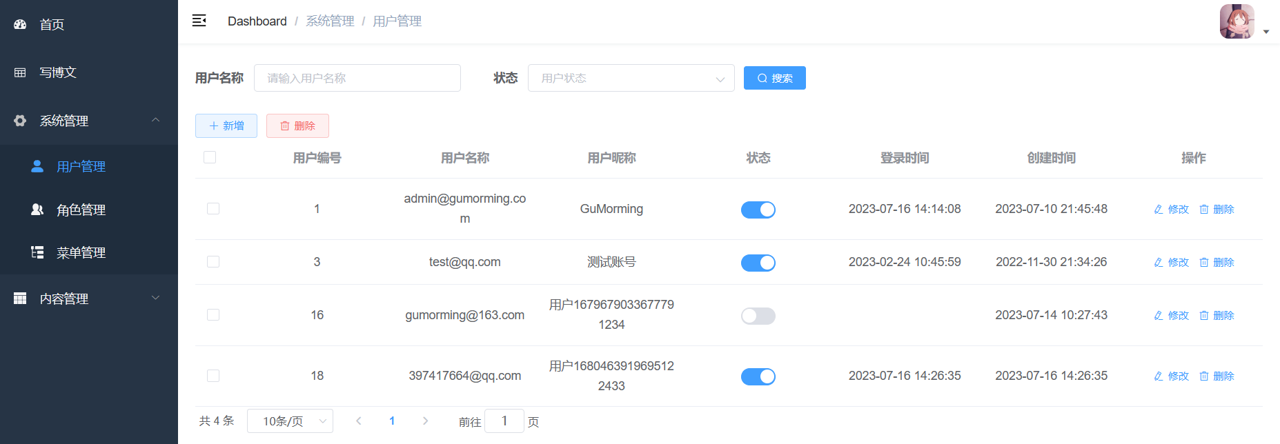 首页
写博文
系统管理
用户管理
角色管理
菜单管理
内容管理
Dashboard / 系统管理 / 用户管理
用户名称 请输入用户名称 状态 用户状态 搜索
新增 删除
用户编号 用户名称 用户昵称 状态 登录时间 创建时间 操作
1 admin@gumorming.co GuMorming 2023-07-16 14:14:08 2023-07-10 21:45:48 修改 删除
m
3 test@qq.com 测试账号 2023-02-24 10:45:59 2022-11-30 21:34:26 修改 删除
16 gumorming@163.com 用户167967903367779 2023-07-14 10:27:43 修改 删除
1234
18 397417664@qq.com 用户168046391969512 2023-07-16 14:26:35 2023-07-16 14:26:35 修改 删除
2433
共 4 条 10条/页 1 前往 1 页